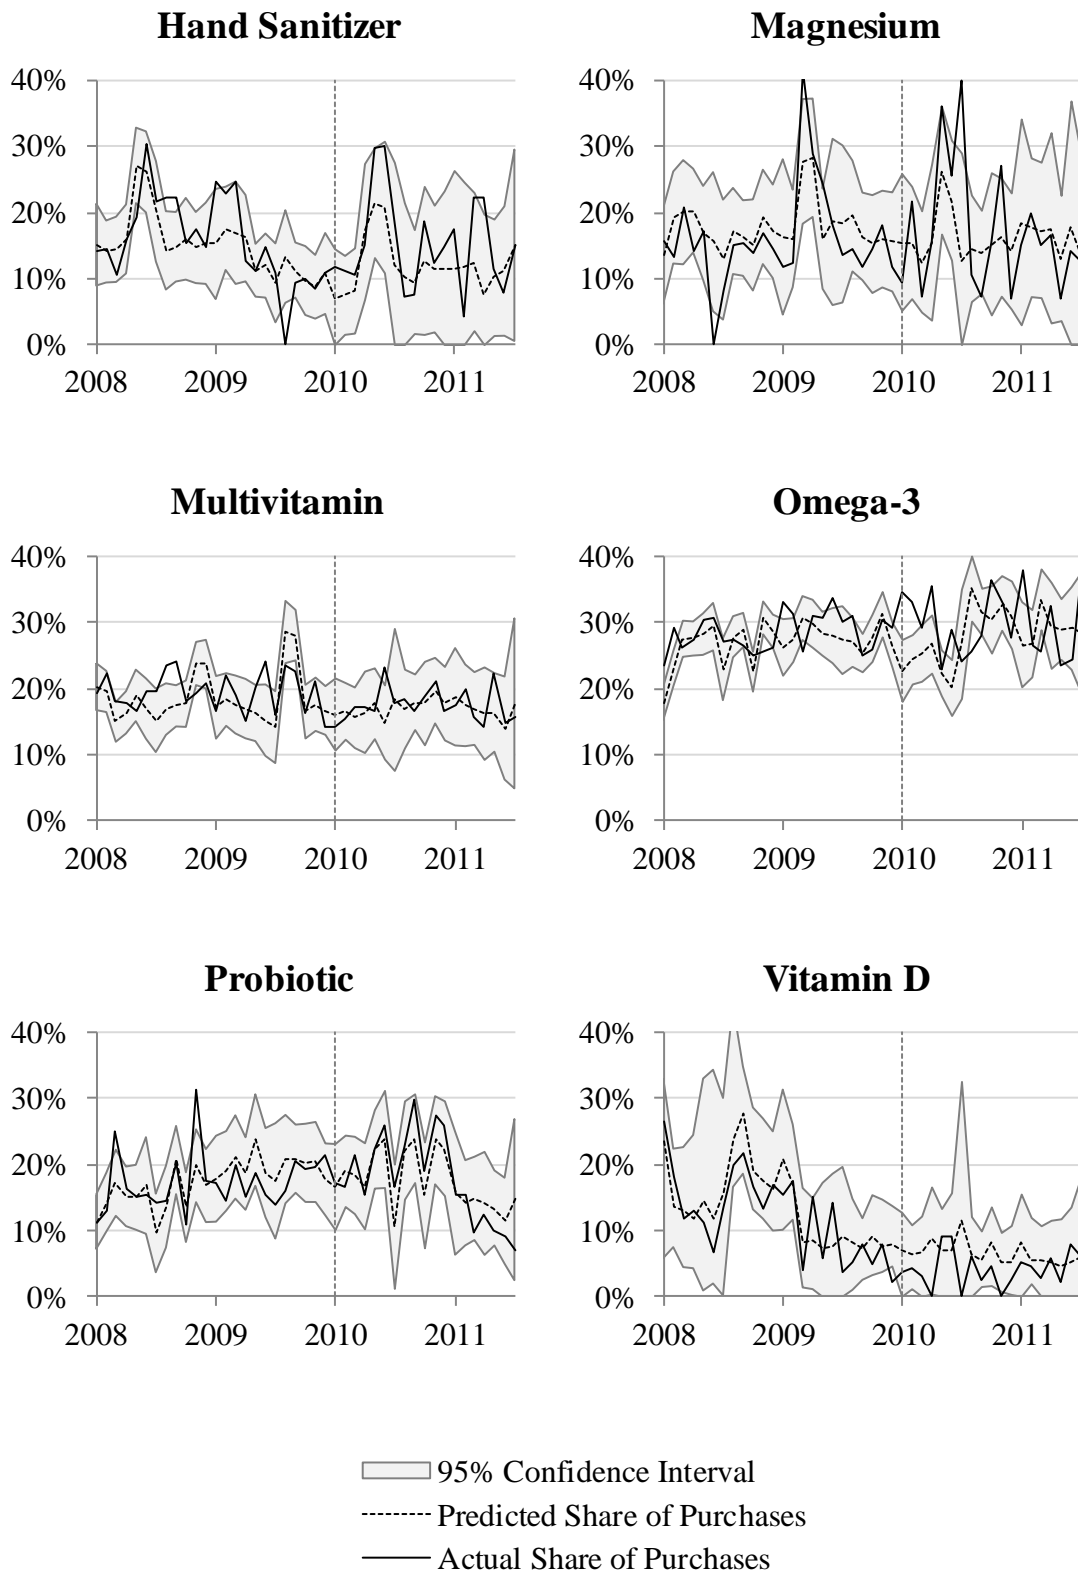 Hand Sanitizer
40%
30%
20%
10%
0%
2008 2009 2010 2011
Magnesium
40%
30%
20%
10%
0%
2008 2009 2010 2011
Multivitamin
40%
30%
20%
10%
0%
2008 2009 2010 2011
Omega-3
40%
30%
20%
10%
0%
2008 2009 2010 2011
Probiotic
40%
30%
20%
10%
0%
2008 2009 2010 2011
Vitamin D
40%
30%
20%
10%
0%
2008 2009 2010 2011
95% Confidence Interval
Predicted Share of Purchases
Actual Share of Purchases